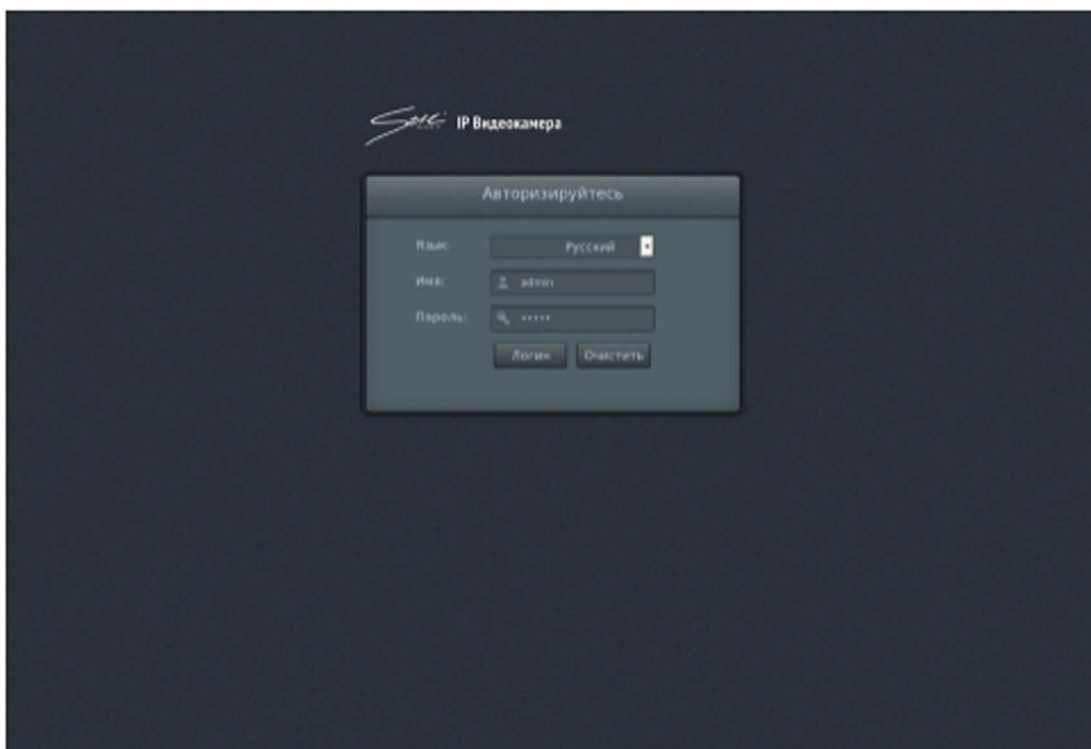 IP Видеокамера
Авторизируйтесь
Язык: Русский
Имя: admin
Пароль: •••••
Логин Очистить